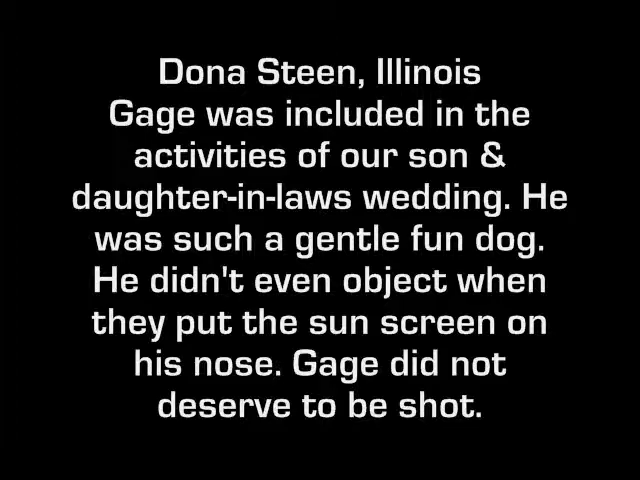 Dona Steen, Illinois
Gage was included in the
activities of our son &
daughter-in-laws wedding. He
was such a gentle fun dog.
He didn't even object when
they put the sun screen on
his nose. Gage did not
deserve to be shot.